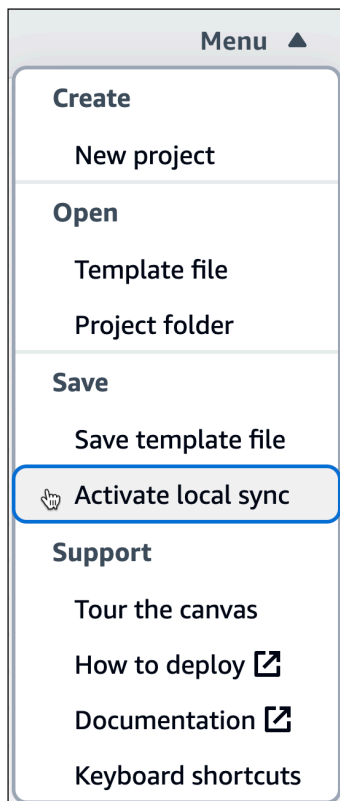 Menu
Create
New project
Open
Template file
Project folder
Save
Save template file
Activate local sync
Support
Tour the canvas
How to deploy
Documentation
Keyboard shortcuts